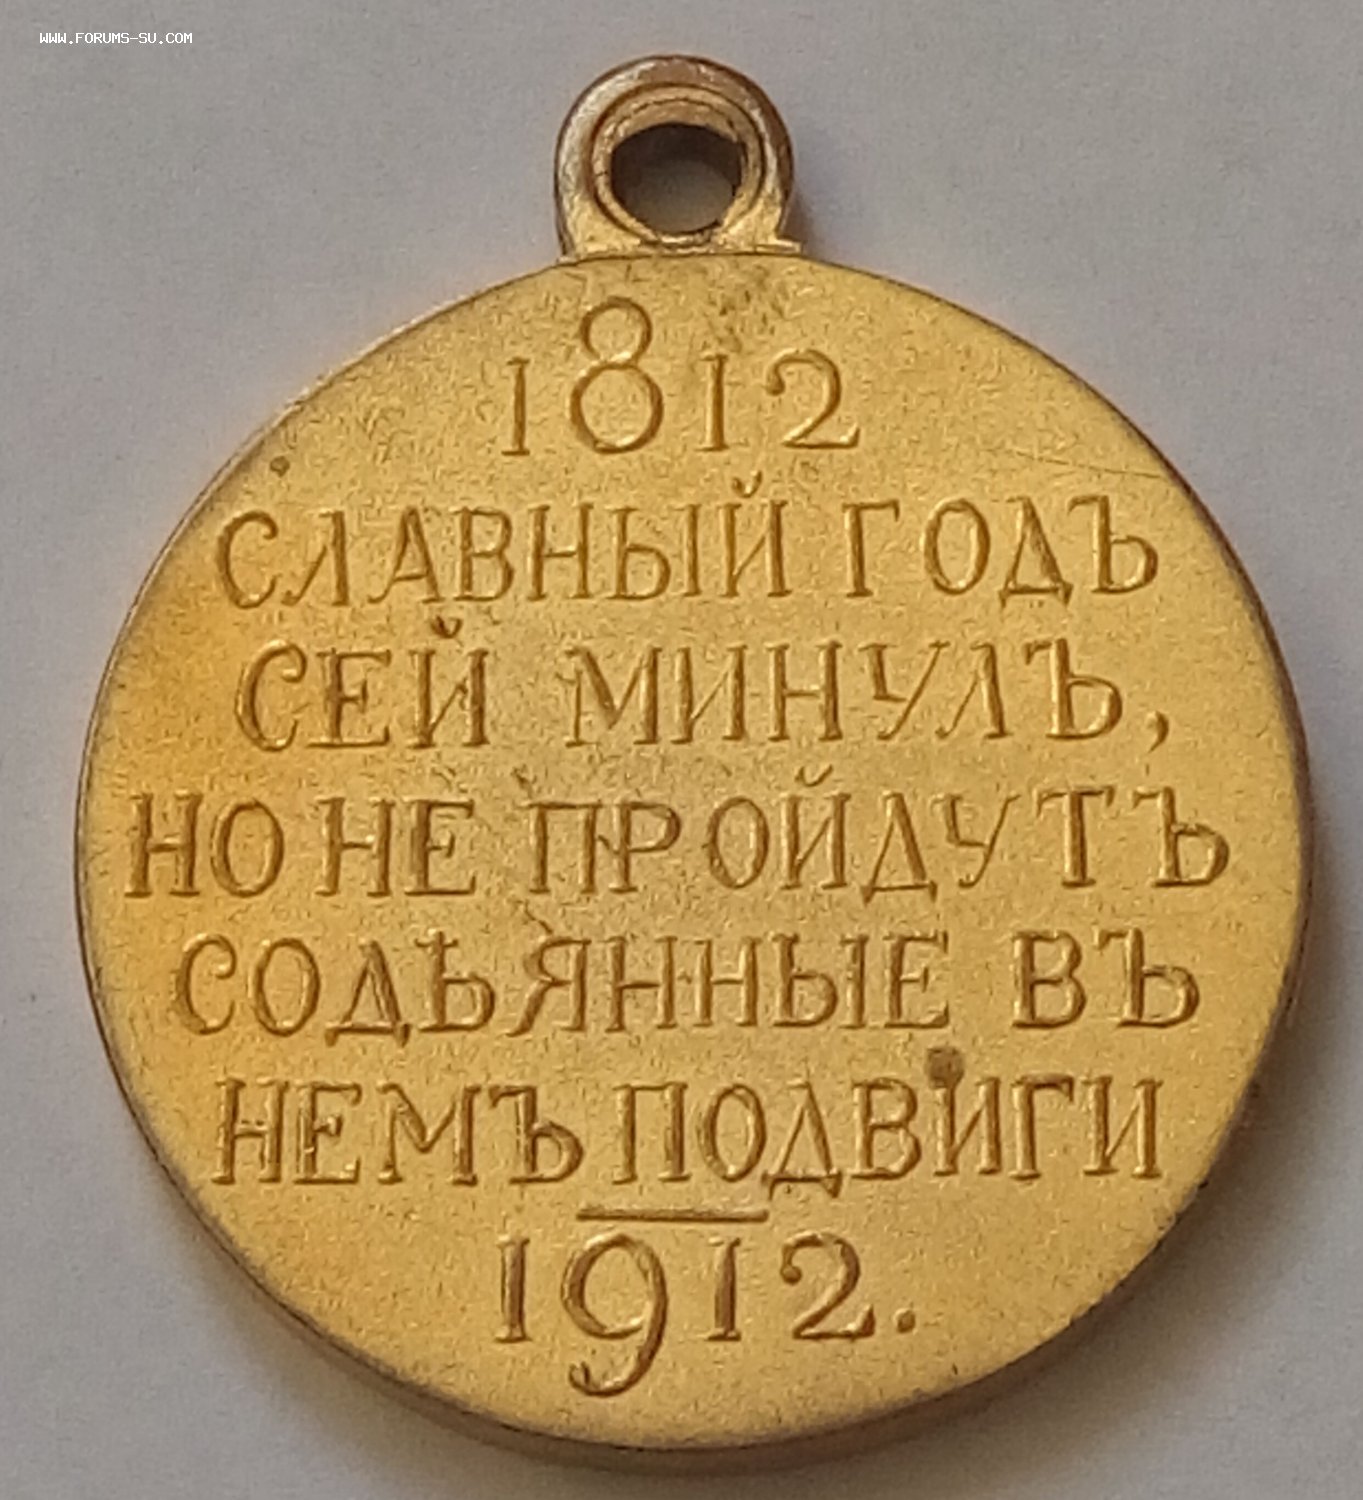 WWW.FORUMS-SU.COM
1812
СЛАВНЫЙ ГОДЪ
СЕЙ МИНУЛЪ,
НО НЕ ПРОЙДУТЪ
СОДѢЯННЫЕ ВЪ
НЕМЪ ПОДВИГИ
1912.